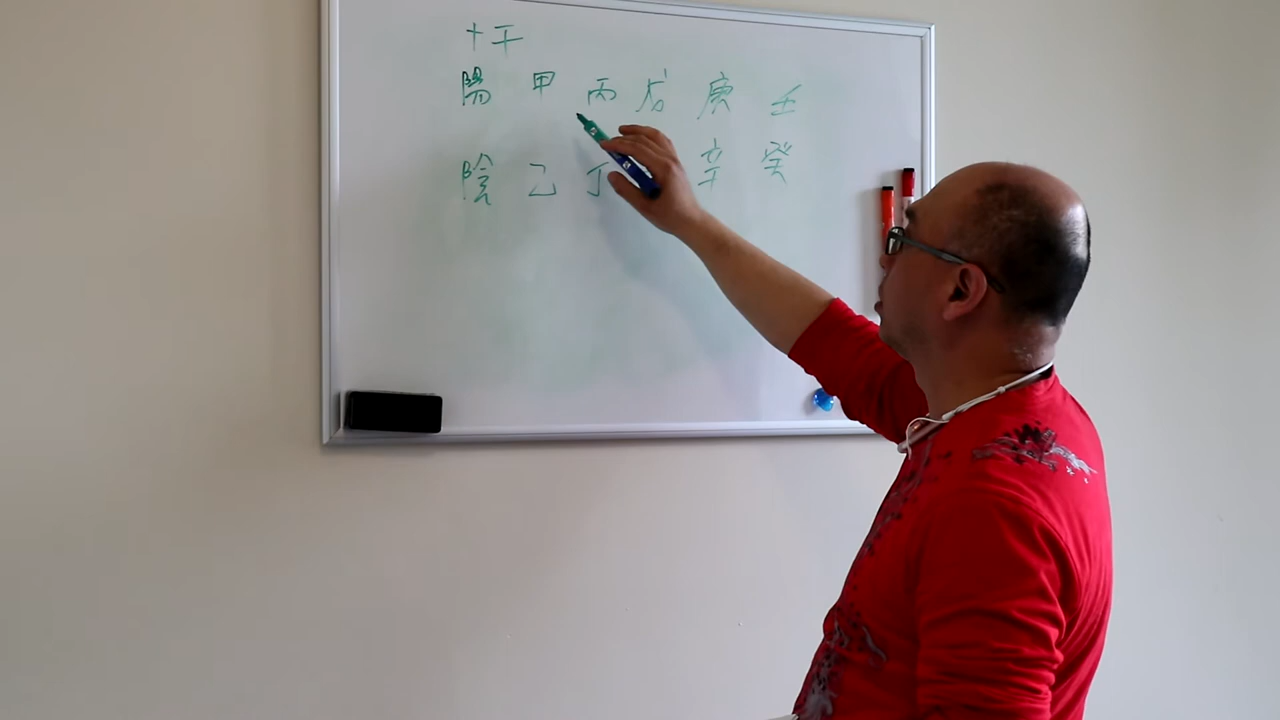 十干
陽 甲 丙 戊 庚 壬
陰 乙 丁 辛 癸